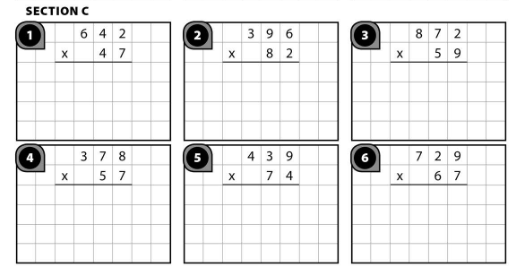 SECTION C
1 6 4 2
x 4 7
2 3 9 6
x 8 2
3 8 7 2
x 5 9
4 3 7 8
x 5 7
5 4 3 9
x 7 4
6 7 2 9
x 6 7